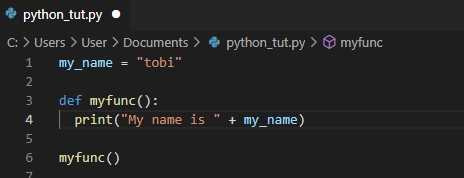 python_tut.py
C: > Users > User > Documents > python_tut.py > myfunc
1 my_name = "tobi"
2
3 def myfunc():
4   print("My name is " + my_name)
5
6 myfunc()
7